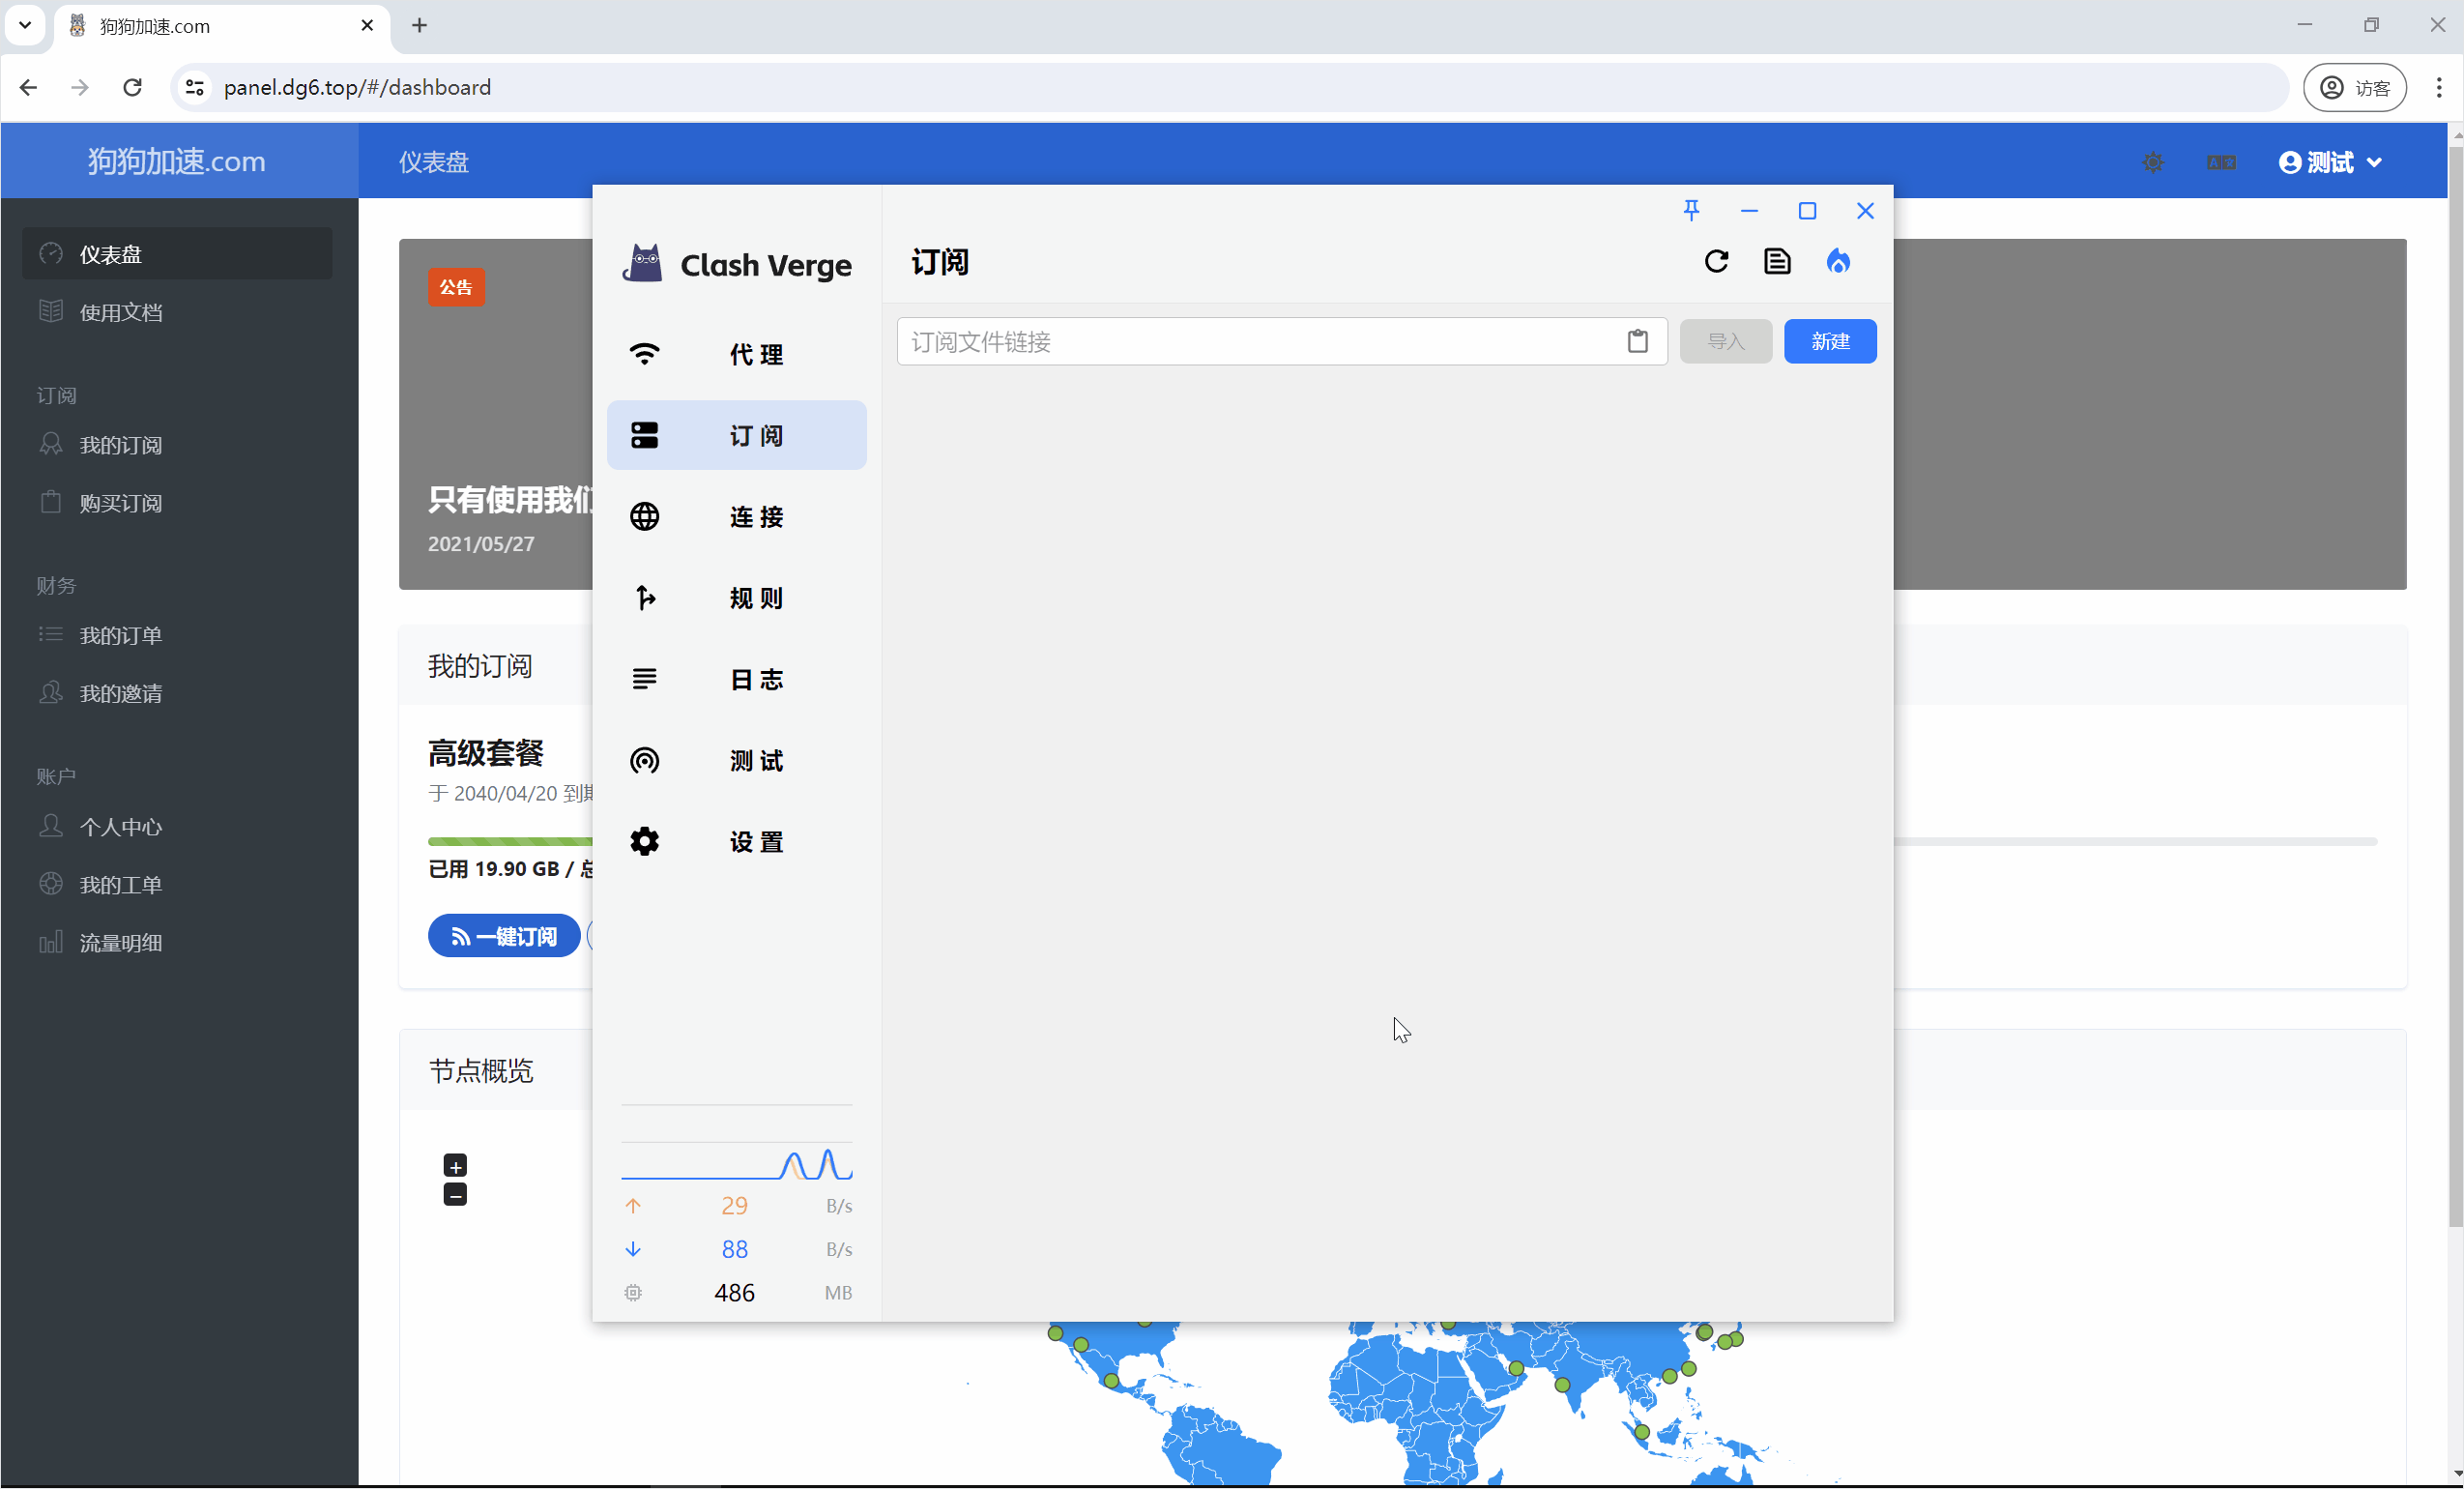 狗狗加速.com
panel.dg6.top/#/dashboard
访客
狗狗加速.com
仪表盘
测试
仪表盘
使用文档
订阅
我的订阅
购买订阅
财务
我的订单
我的邀请
账户
个人中心
我的工单
流量明细
公告
只有使用我们
2021/05/27
我的订阅
高级套餐
于 2040/04/20 到期
已用 19.90 GB / 总
一键订阅
节点概览
+
−
Clash Verge
代理
订阅
连接
规则
日志
测试
设置
29 B/s
88 B/s
486 MB
订阅
订阅文件链接
导入
新建